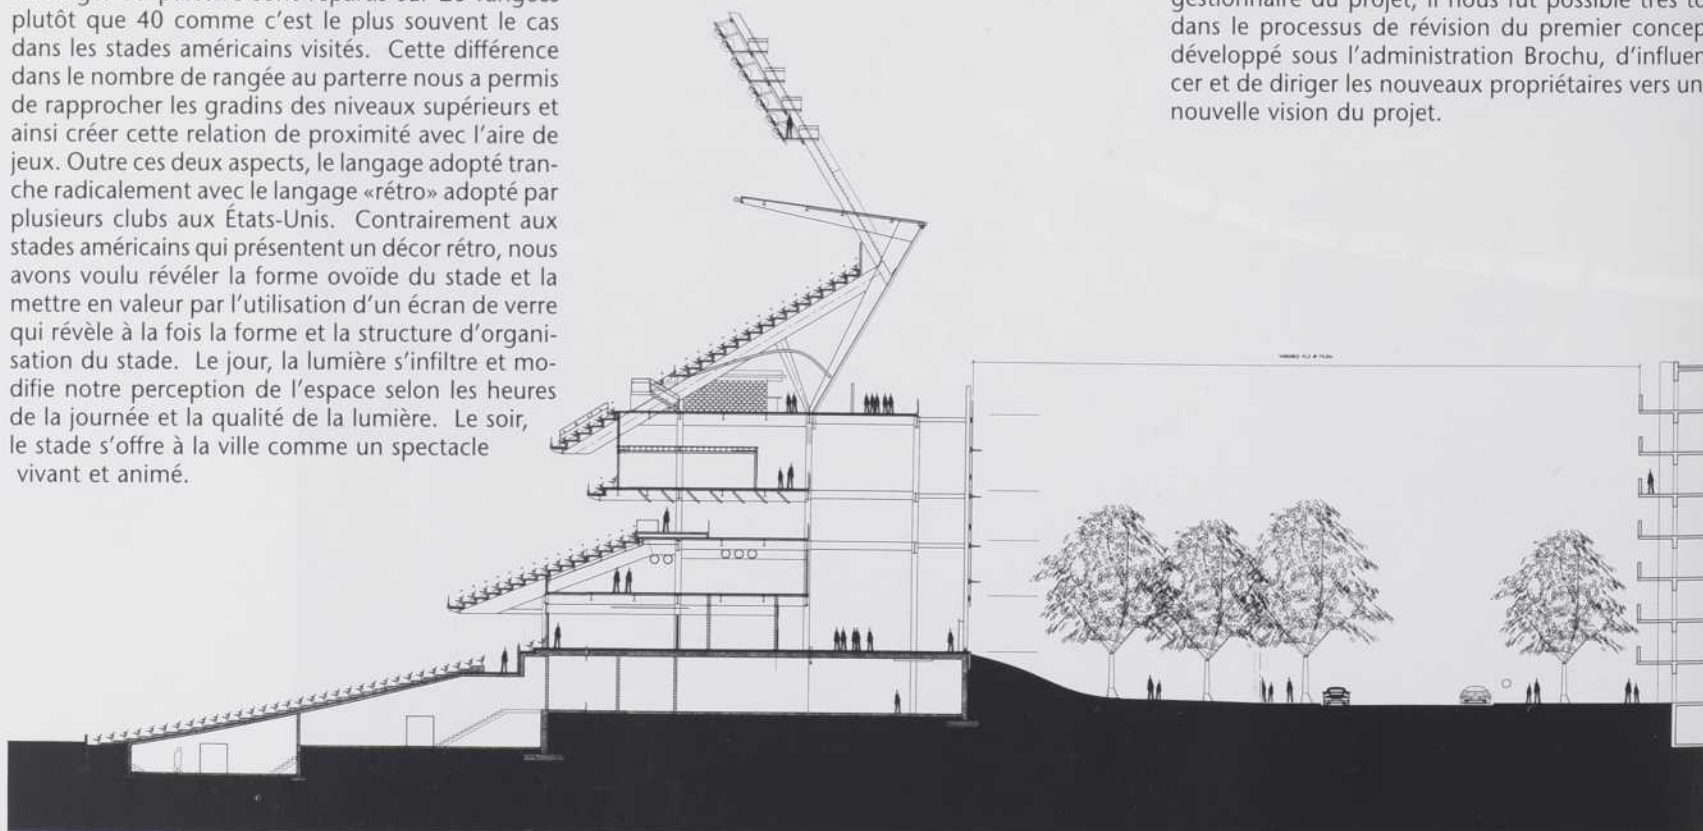 plutôt que 40 comme c'est le plus souvent le cas
dans les stades américains visités. Cette différence
dans le nombre de rangée au parterre nous a permis
de rapprocher les gradins des niveaux supérieurs et
ainsi créer cette relation de proximité avec l'aire de
jeux. Outre ces deux aspects, le langage adopté tran-
che radicalement avec le langage «rétro» adopté par
plusieurs clubs aux États-Unis. Contrairement aux
stades américains qui présentent un décor rétro, nous
avons voulu révéler la forme ovoïde du stade et la
mettre en valeur par l'utilisation d'un écran de verre
qui révèle à la fois la forme et la structure d'organi-
sation du stade. Le jour, la lumière s'infiltre et mo-
difie notre perception de l'espace selon les heures
de la journée et la qualité de la lumière. Le soir,
le stade s'offre à la ville comme un spectacle
vivant et animé.
gestionnaire du projet, il nous fut possible très
dans le processus de révision du premier concep
développé sous l'administration Brochu, d'influen
cer et de diriger les nouveaux propriétaires vers un
nouvelle vision du projet.